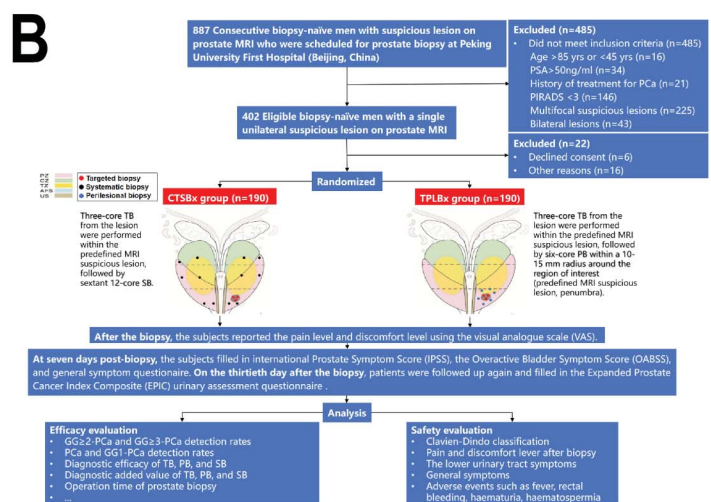 B
887 Consecutive biopsy-naïve men with suspicious lesion on
prostate MRI who were scheduled for prostate biopsy at Peking
University First Hospital (Beijing, China)
Excluded (n=485)
• Did not meet inclusion criteria (n=485)
Age >85 yrs or <45 yrs (n=16)
PSA>50ng/ml (n=34)
History of treatment for PCa (n=21)
PIRADS <3 (n=146)
Multifocal suspicious lesions (n=225)
Bilateral lesions (n=43)
402 Eligible biopsy-naïve men with a single
unilateral suspicious lesion on prostate MRI
Excluded (n=22)
• Declined consent (n=6)
• Other reasons (n=16)
Randomized
PZ
CZ
TZ
AFS
US
Targeted biopsy
Systematic biopsy
Perilesional biopsy
CTSBx group (n=190)
TPLBx group (n=190)
Three-core TB
from the lesion
were performed
within the
predefined MRI
suspicious lesion,
followed by
sextant 12-core SB.
Three-core TB from the
lesion were performed
within the predefined MRI
suspicious lesion, followed
by six-core PB within a 10-
15 mm radius around the
region of interest
(predefined MRI suspicious
lesion, penumbra).
After the biopsy, the subjects reported the pain level and discomfort level using the visual analogue scale (VAS).
At seven days post-biopsy, the subjects filled in international Prostate Symptom Score (IPSS), the Overactive Bladder Symptom Score (OABSS),
and general symptom questionaire. On the thirtieth day after the biopsy, patients were followed up again and filled in the Expanded Prostate
Cancer Index Composite (EPIC) urinary assessment questionnaire .
Analysis
Efficacy evaluation
• GG≥2-PCa and GG≥3-PCa detection rates
• PCa and GG1-PCa detection rates
• Diagnostic efficacy of TB, PB, and SB
• Diagnostic added value of TB, PB, and SB
• Operation time of prostate biopsy
• ...
Safety evaluation
• Clavien-Dindo classification
• Pain and discomfort lever after biopsy
• The lower urinary tract symptoms
• General symptoms
• Adverse events such as fever, rectal
bleeding, haematuria, haematospermia